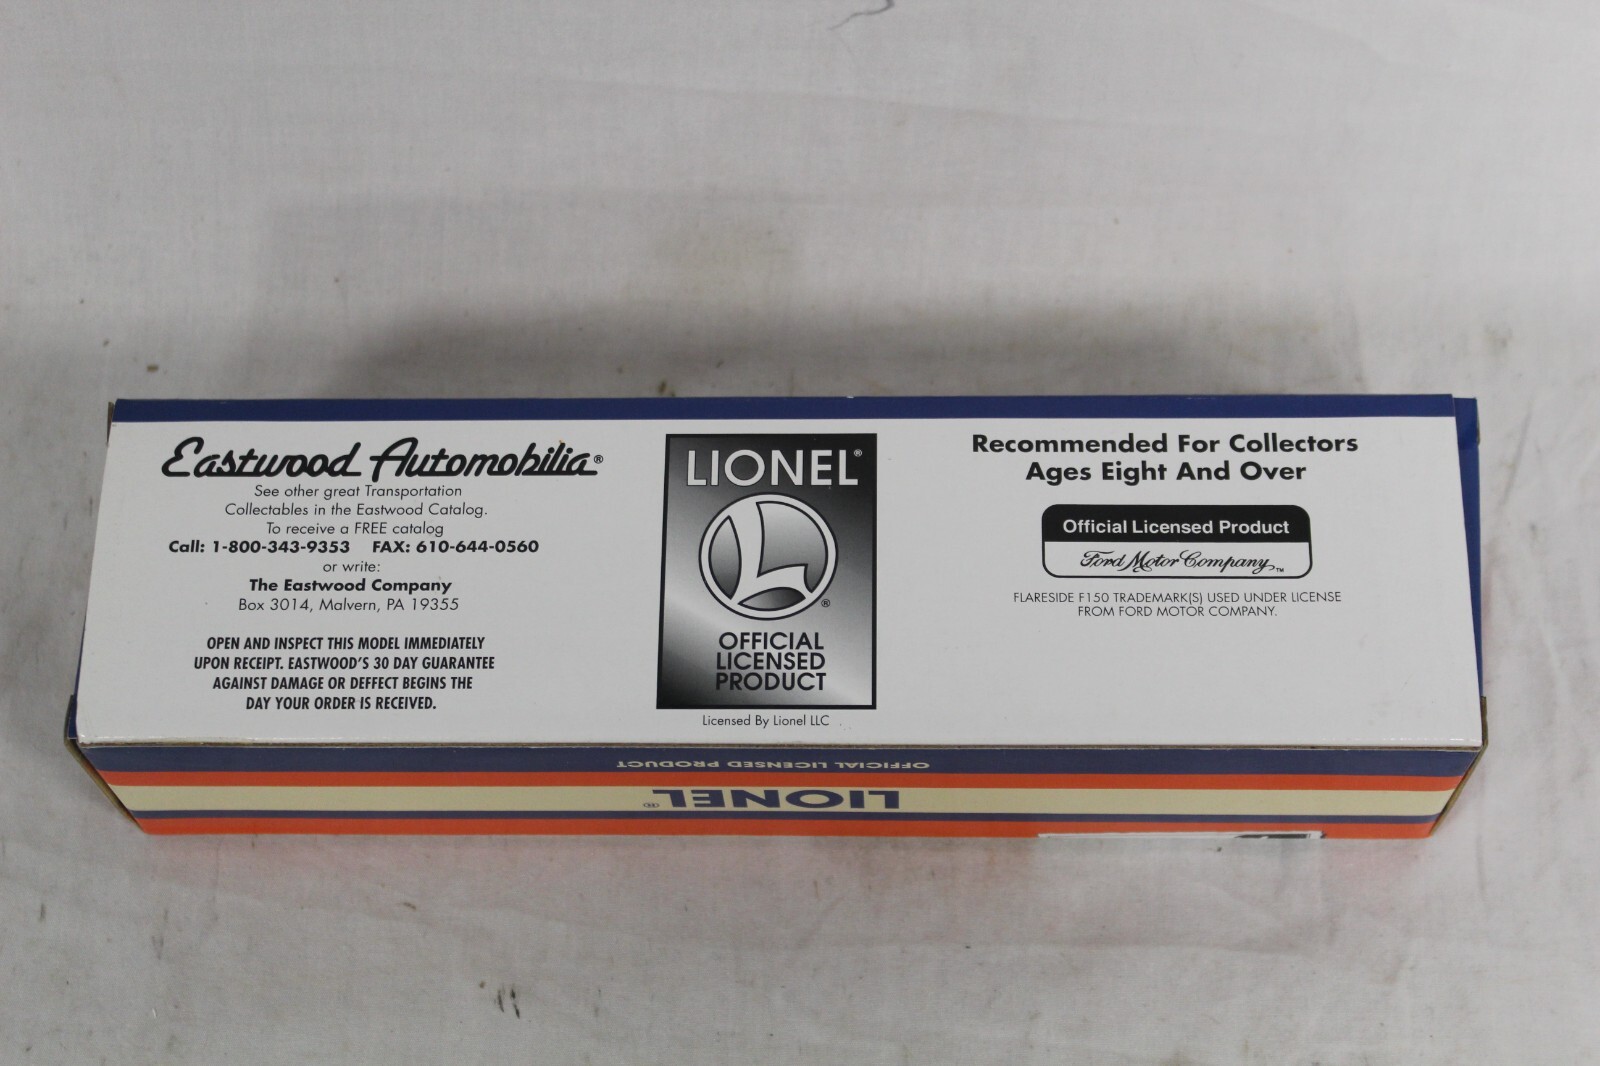 Eastwood Automobilia®
See other great Transportation
Collectables in the Eastwood Catalog.
To receive a FREE catalog
Call: 1-800-343-9353 FAX: 610-644-0560
or write:
The Eastwood Company
Box 3014, Malvern, PA 19355
OPEN AND INSPECT THIS MODEL IMMEDIATELY
UPON RECEIPT. EASTWOOD'S 30 DAY GUARANTEE
AGAINST DAMAGE OR DEFFECT BEGINS THE
DAY YOUR ORDER IS RECEIVED.
LIONEL®
L®
OFFICIAL
LICENSED
PRODUCT
Licensed By Lionel LLC
Recommended For Collectors
Ages Eight And Over
Official Licensed Product
Ford Motor Company™
FLARESIDE F150 TRADEMARK(S) USED UNDER LICENSE
FROM FORD MOTOR COMPANY.
OFFICIAL LICENSED PRODUCT
LIONEL®